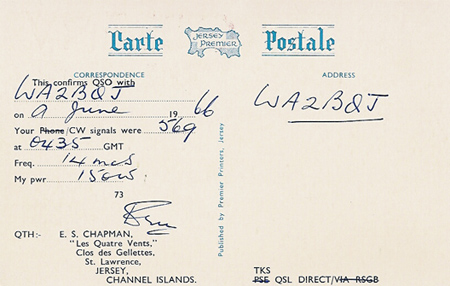 Carte JERSEY PREMIER Postale
CORRESPONDENCE
ADDRESS
This confirms QSO with
WA2BQJ
on 9 June 1966
Your Phone/CW signals were 569
at 0435 GMT
Freq. 14 mcs
My pwr 150w
73
QTH:- E. S. CHAPMAN,
"Les Quatre Vents,"
Clos des Gellettes,
St. Lawrence,
JERSEY,
CHANNEL ISLANDS.
Published by Premier Printers, Jersey
WA2BQJ
TKS
PSE QSL DIRECT/VIA RSGB